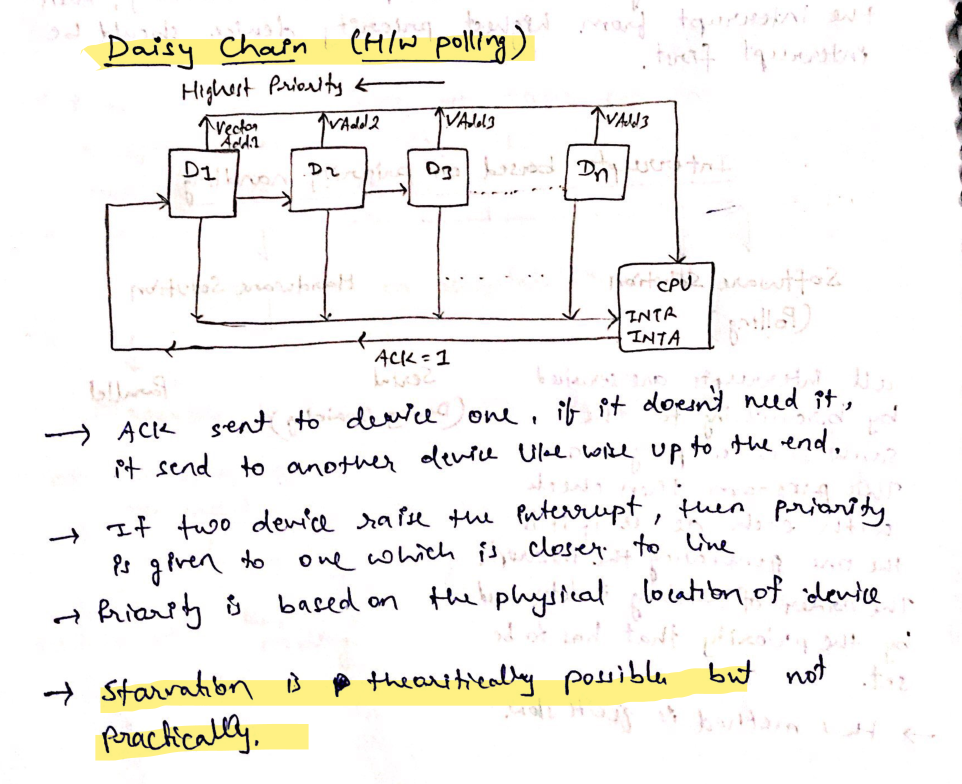 Daisy Chain (H/w polling)
Highest Priority ←
Vector Add.1
VAdd2
VAdd3
VAdd3
D1
D2
D3
Dn
CPU
INTR
INTA
ACK = 1
→ ACK sent to device one, if it doesn't need it,
it send to another device like wise up to the end.
→ If two device raise the interrupt, then priority
is given to one which is closer to line
→ Priority is based on the physical location of device
→ Starvation is thearitically possible but not
practically.